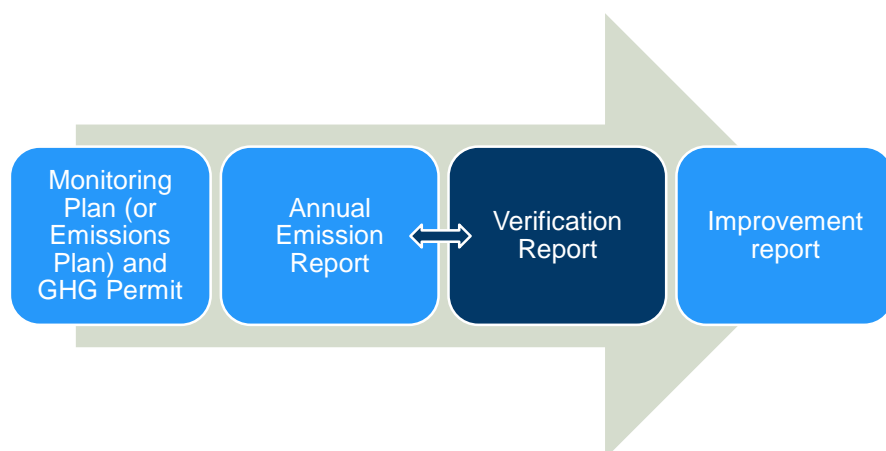 Monitoring
Plan (or
Emissions
Plan) and
GHG Permit
Annual
Emission
Report
Verification
Report
Improvement
report